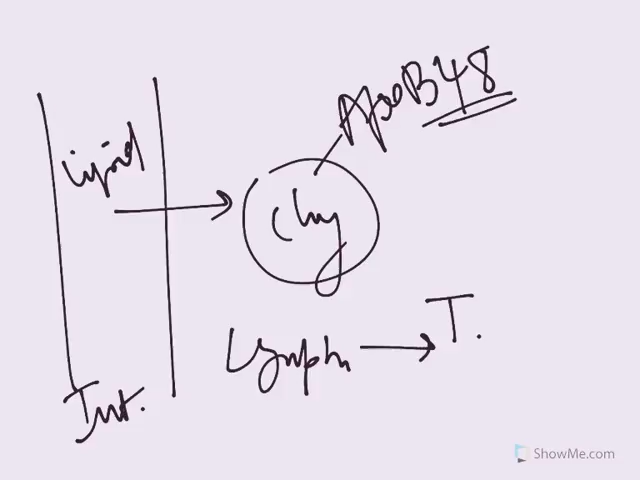 ApoB48
Lipid
Chy
Lymph → T.
Int.
ShowMe.com